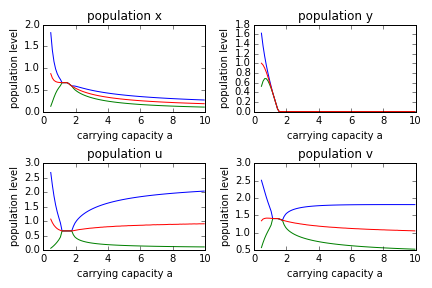 population x
population level
2.0
1.5
1.0
0.5
0.0
0 2 4 6 8 10
carrying capacity a
population y
population level
1.8
1.6
1.4
1.2
1.0
0.8
0.6
0.4
0.2
0.0
0 2 4 6 8 10
carrying capacity a
population u
population level
3.0
2.5
2.0
1.5
1.0
0.5
0.0
0 2 4 6 8 10
carrying capacity a
population v
population level
3.0
2.5
2.0
1.5
1.0
0.5
0 2 4 6 8 10
carrying capacity a